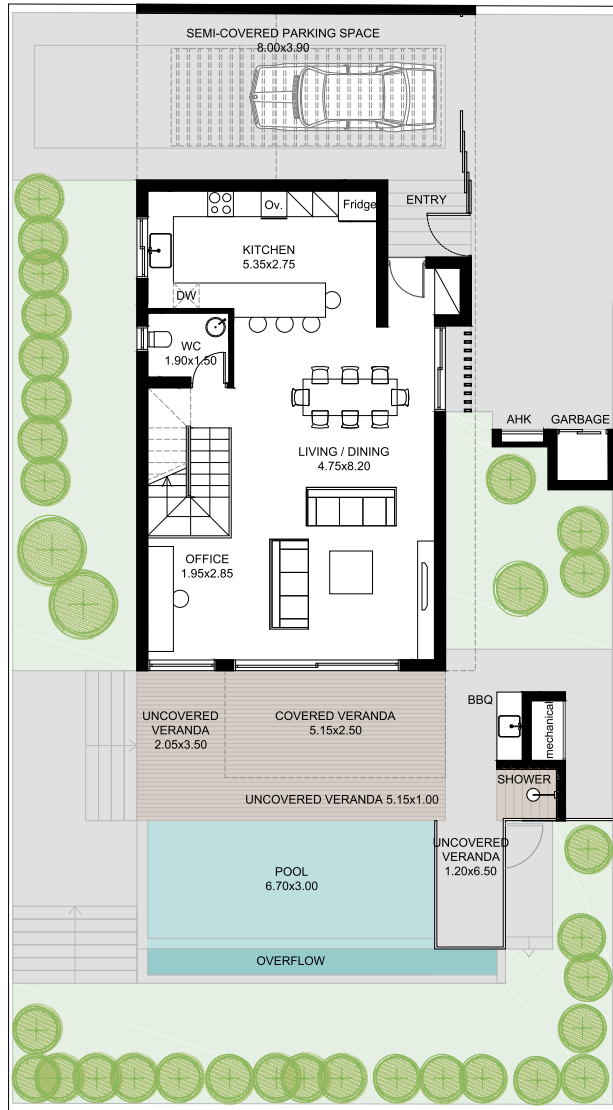 SEMI-COVERED PARKING SPACE
8.00x3.90
ENTRY
Ov.
Fridge
KITCHEN
5.35x2.75
DW
WC
1.90x1.50
AHK
GARBAGE
LIVING / DINING
4.75x8.20
OFFICE
1.95x2.85
BBQ
mechanical
UNCOVERED
VERANDA
2.05x3.50
COVERED VERANDA
5.15x2.50
SHOWER
UNCOVERED VERANDA 5.15x1.00
UNCOVERED
VERANDA
1.20x6.50
POOL
6.70x3.00
OVERFLOW